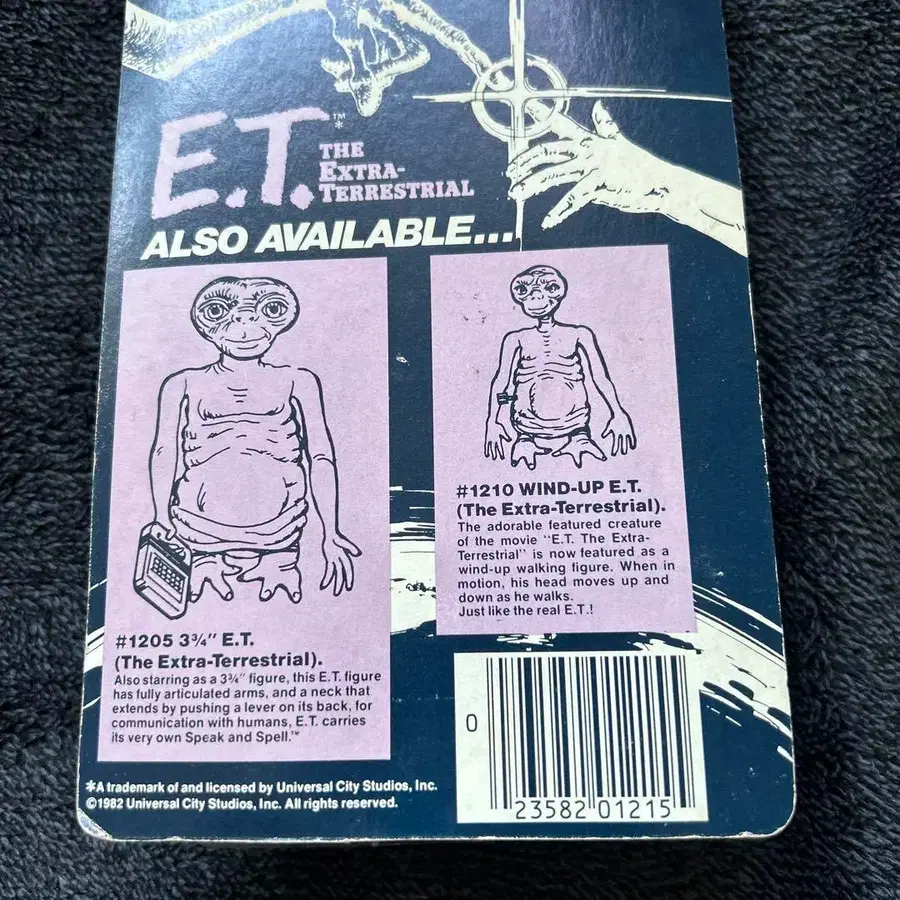 E.T.™*
THE
EXTRA-
TERRESTRIAL
ALSO AVAILABLE...
#1205 3¾″ E.T.
(The Extra-Terrestrial).
Also starring as a 3¾″ figure, this E.T. figure
has fully articulated arms, and a neck that
extends by pushing a lever on its back, for
communication with humans, E.T. carries
its very own Speak and Spell.™
#1210 WIND-UP E.T.
(The Extra-Terrestrial).
The adorable featured creature
of the movie "E.T. The Extra-
Terrestrial" is now featured as a
wind-up walking figure. When in
motion, his head moves up and
down as he walks.
Just like the real E.T.!
0 23582 01215
*A trademark of and licensed by Universal City Studios, Inc.
©1982 Universal City Studios, Inc. All rights reserved.